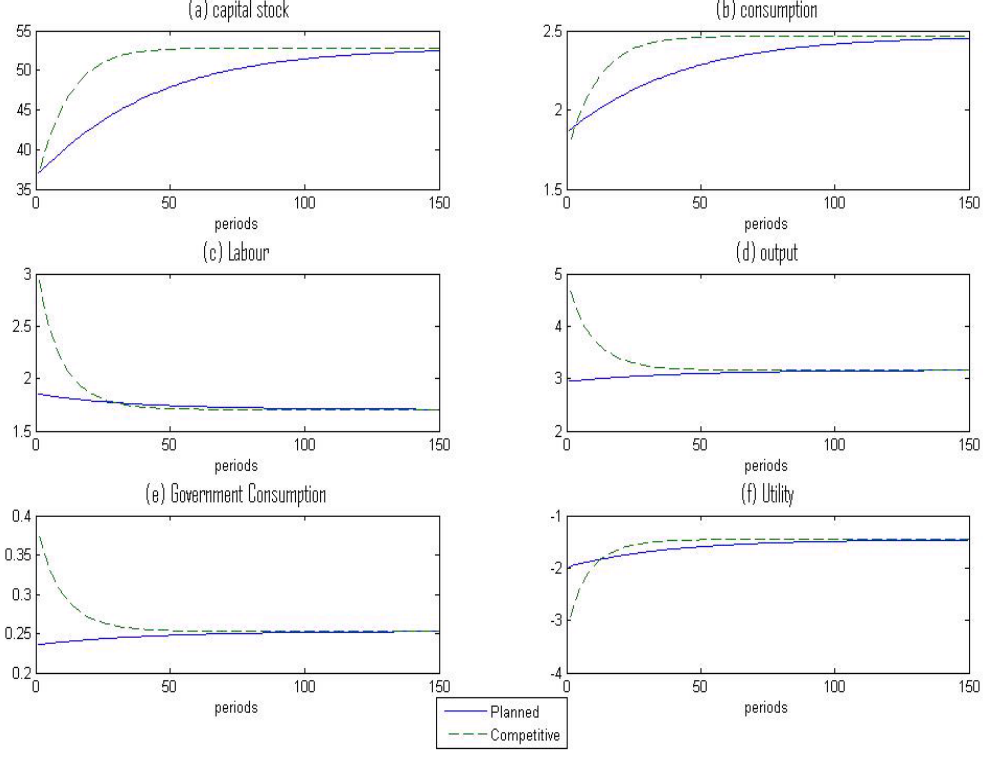 (a) capital stock
55
50
45
40
35
0 50 100 150
periods
(b) consumption
2.5
2
1.5
0 50 100 150
periods
(c) Labour
3
2.5
2
1.5
0 50 100 150
periods
(d) output
5
4
3
2
0 50 100 150
periods
(e) Government Consumption
0.4
0.35
0.3
0.25
0.2
0 50 100 150
periods
(f) Utility
-1
-2
-3
-4
0 50 100 150
periods
Planned
Competitive